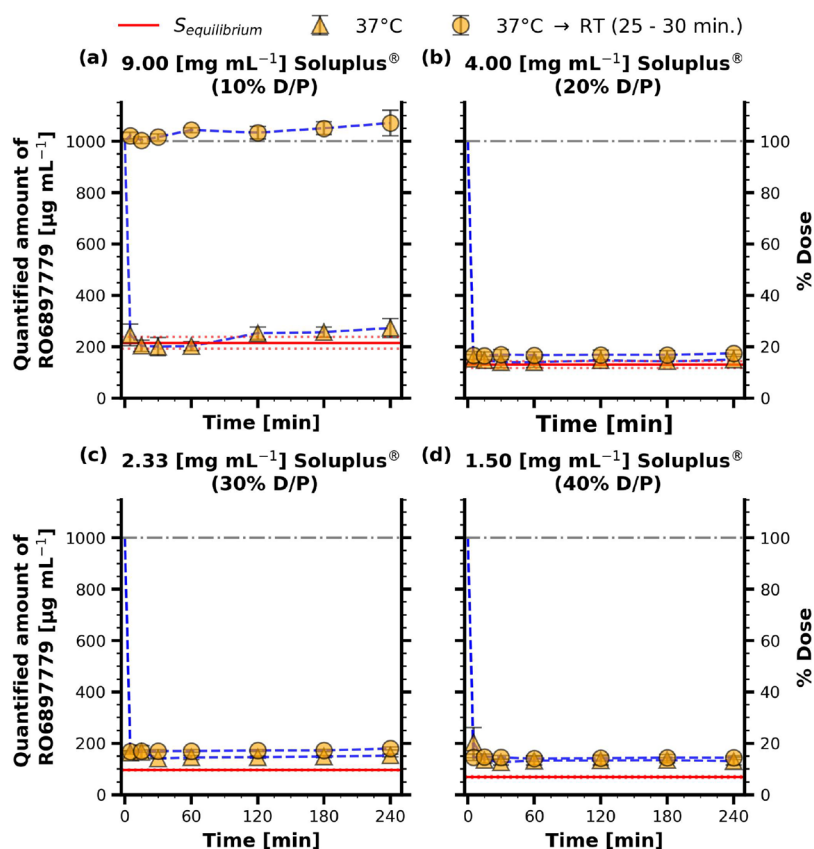 S_equilibrium 37°C 37°C → RT (25 - 30 min.)
(a) 9.00 [mg mL⁻¹] Soluplus® (b) 4.00 [mg mL⁻¹] Soluplus®
(10% D/P) (20% D/P)
Quantified amount of
RO6897779 [µg mL⁻¹]
1000
800
600
400
200
0
Time [min]
100
80
60
40
20
0
% Dose
Time [min]
(c) 2.33 [mg mL⁻¹] Soluplus® (d) 1.50 [mg mL⁻¹] Soluplus®
(30% D/P) (40% D/P)
Quantified amount of
RO6897779 [µg mL⁻¹]
1000
800
600
400
200
0
0 60 120 180 240
Time [min]
100
80
60
40
20
0
% Dose
0 60 120 180 240
Time [min]